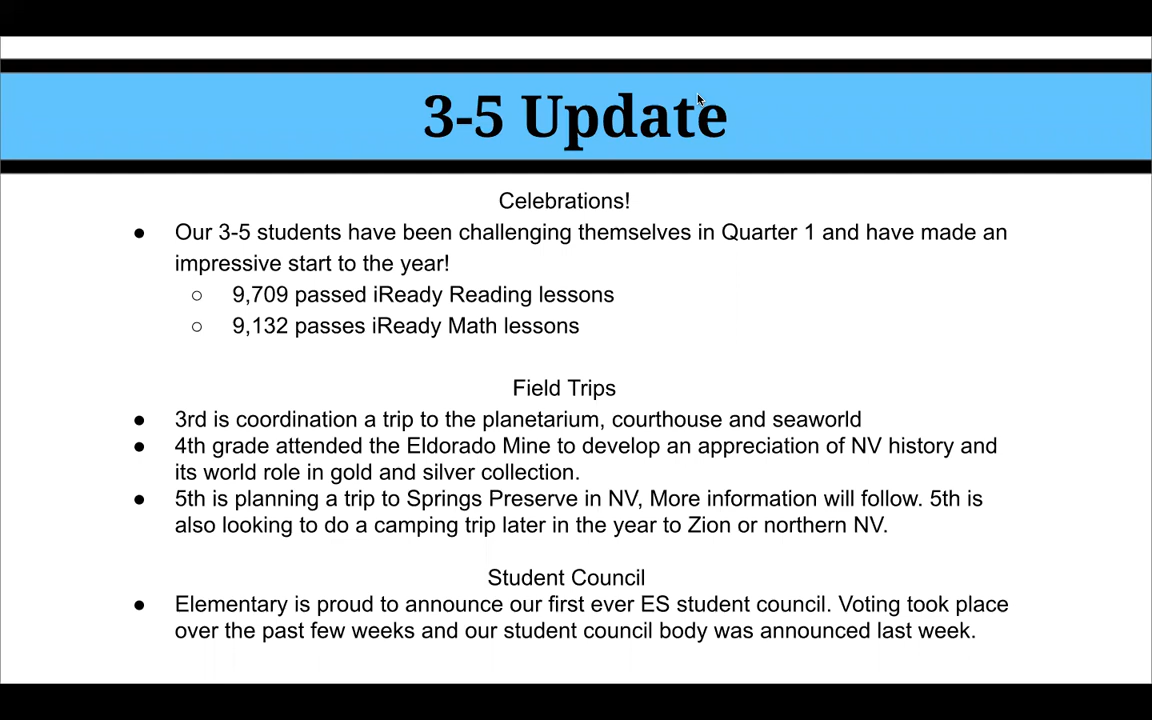 3-5 Update
Celebrations!
● Our 3-5 students have been challenging themselves in Quarter 1 and have made an
impressive start to the year!
○ 9,709 passed iReady Reading lessons
○ 9,132 passes iReady Math lessons
Field Trips
● 3rd is coordination a trip to the planetarium, courthouse and seaworld
● 4th grade attended the Eldorado Mine to develop an appreciation of NV history and
its world role in gold and silver collection.
● 5th is planning a trip to Springs Preserve in NV, More information will follow. 5th is
also looking to do a camping trip later in the year to Zion or northern NV.
Student Council
● Elementary is proud to announce our first ever ES student council. Voting took place
over the past few weeks and our student council body was announced last week.